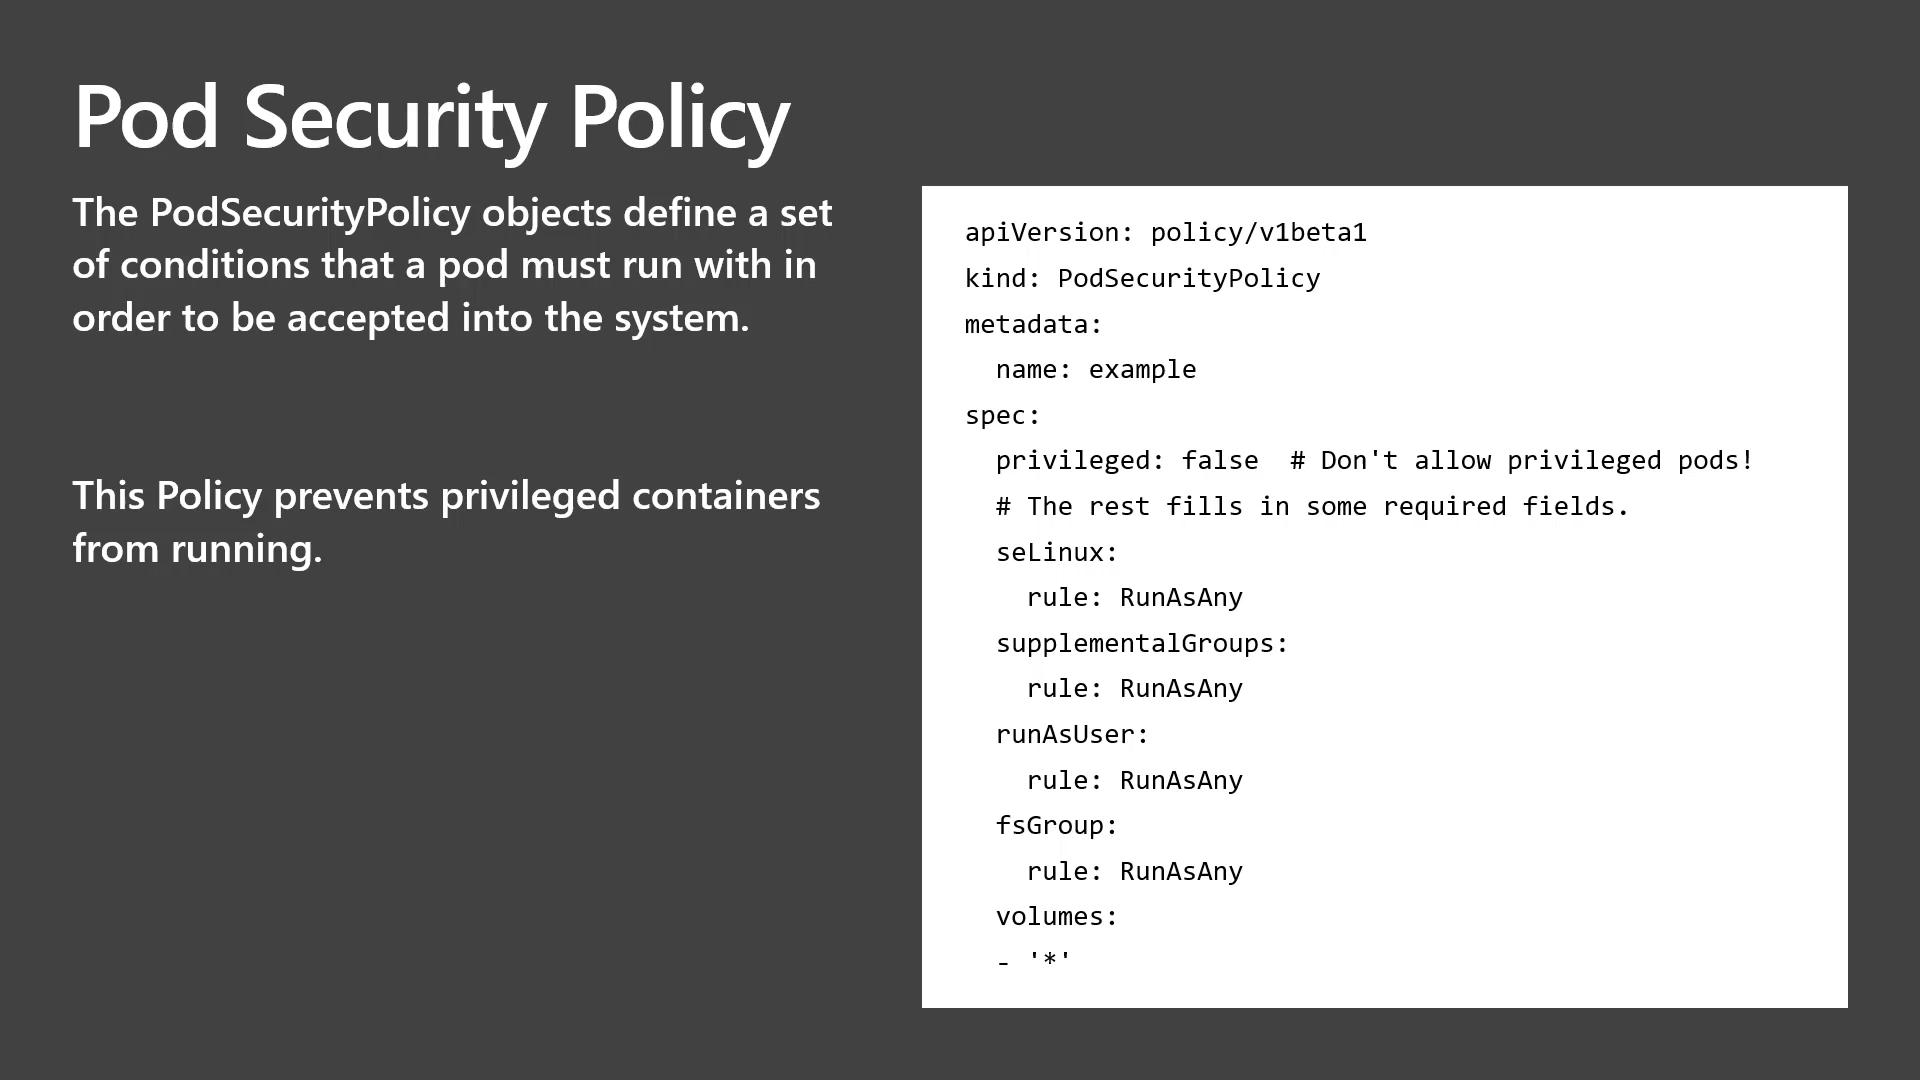 Pod Security Policy
The PodSecurityPolicy objects define a set
of conditions that a pod must run with in
order to be accepted into the system.
This Policy prevents privileged containers
from running.
apiVersion: policy/v1beta1
kind: PodSecurityPolicy
metadata:
  name: example
spec:
  privileged: false  # Don't allow privileged pods!
  # The rest fills in some required fields.
  seLinux:
    rule: RunAsAny
  supplementalGroups:
    rule: RunAsAny
  runAsUser:
    rule: RunAsAny
  fsGroup:
    rule: RunAsAny
  volumes:
  - '*'